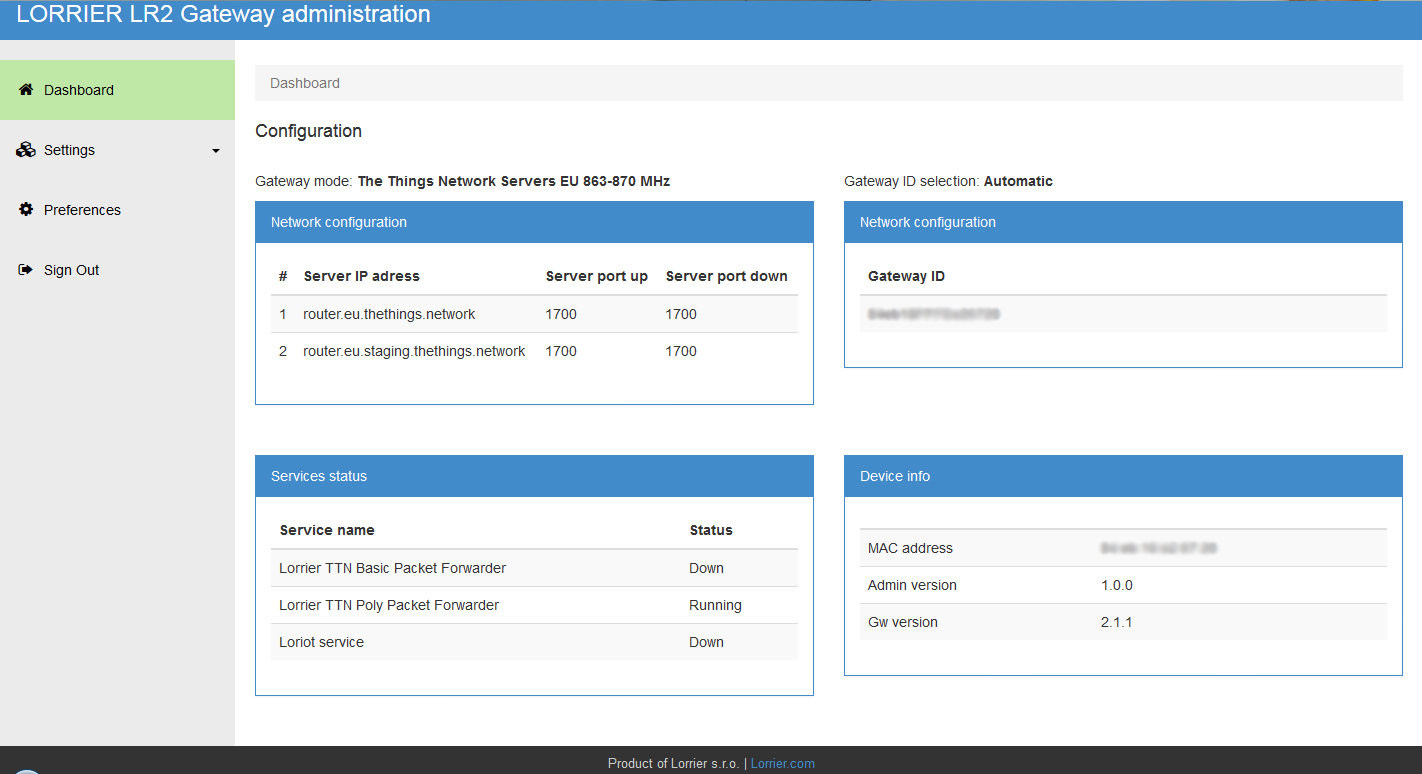 LORRIER LR2 Gateway administration
Dashboard
Settings
Preferences
Sign Out
Dashboard
Configuration
Gateway mode: The Things Network Servers EU 863-870 MHz
Network configuration
# Server IP adress Server port up Server port down
1 router.eu.thethings.network 1700 1700
2 router.eu.staging.thethings.network 1700 1700
Gateway ID selection: Automatic
Network configuration
Gateway ID
Services status
Service name Status
Lorrier TTN Basic Packet Forwarder Down
Lorrier TTN Poly Packet Forwarder Running
Loriot service Down
Device info
MAC address
Admin version 1.0.0
Gw version 2.1.1
Product of Lorrier s.r.o. | Lorrier.com